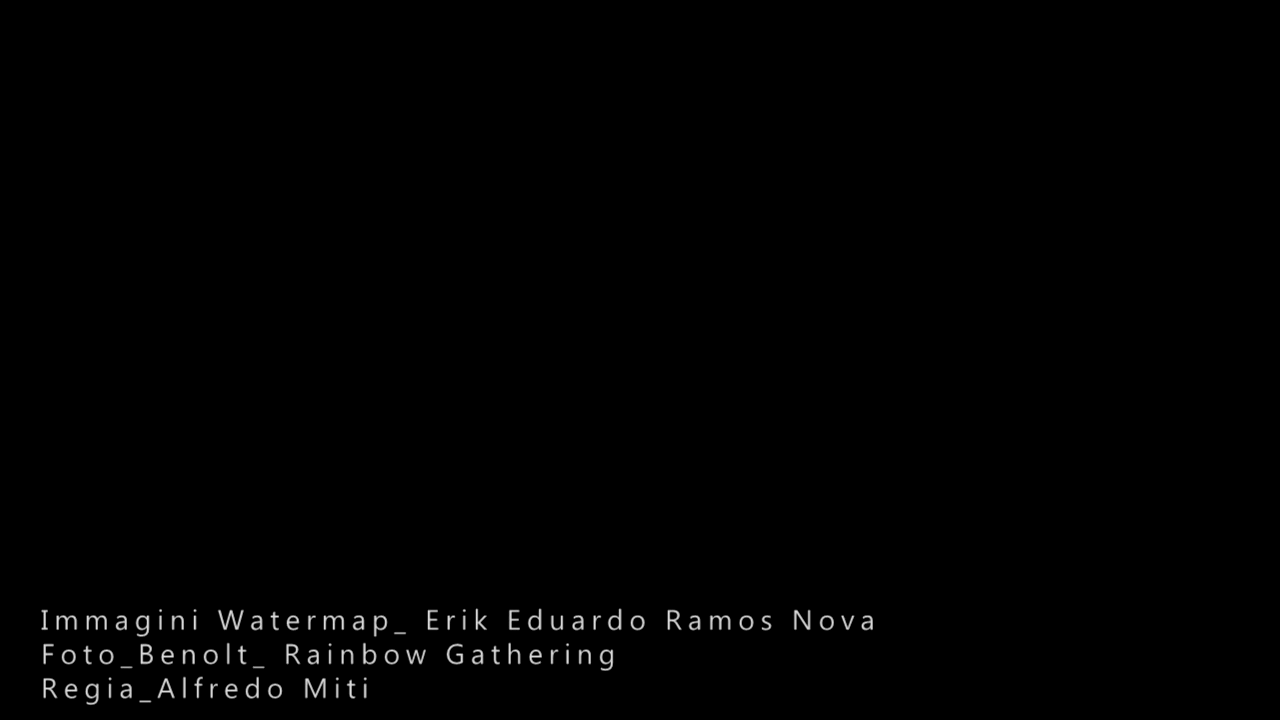 Immagini Watermap_ Erik Eduardo Ramos Nova
Foto_Benolt_ Rainbow Gathering
Regia_Alfredo Miti